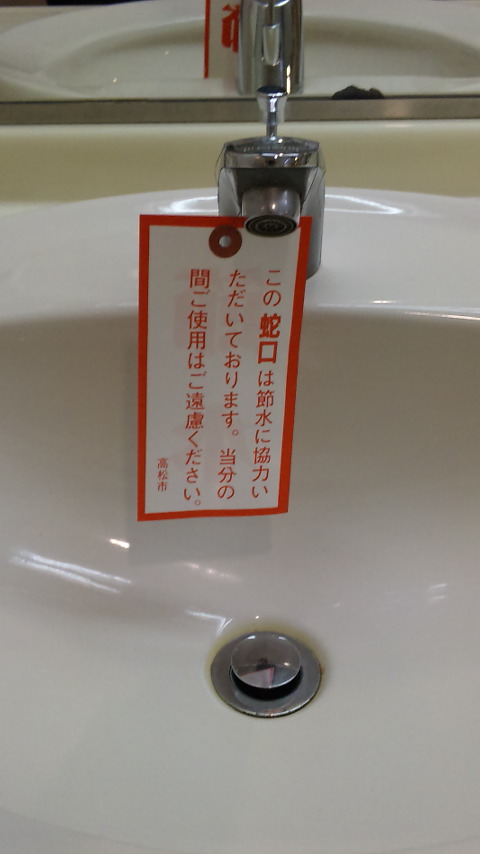 この蛇口は節水に協力い
ただいております。当分の
間ご使用はご遠慮ください。
高松市